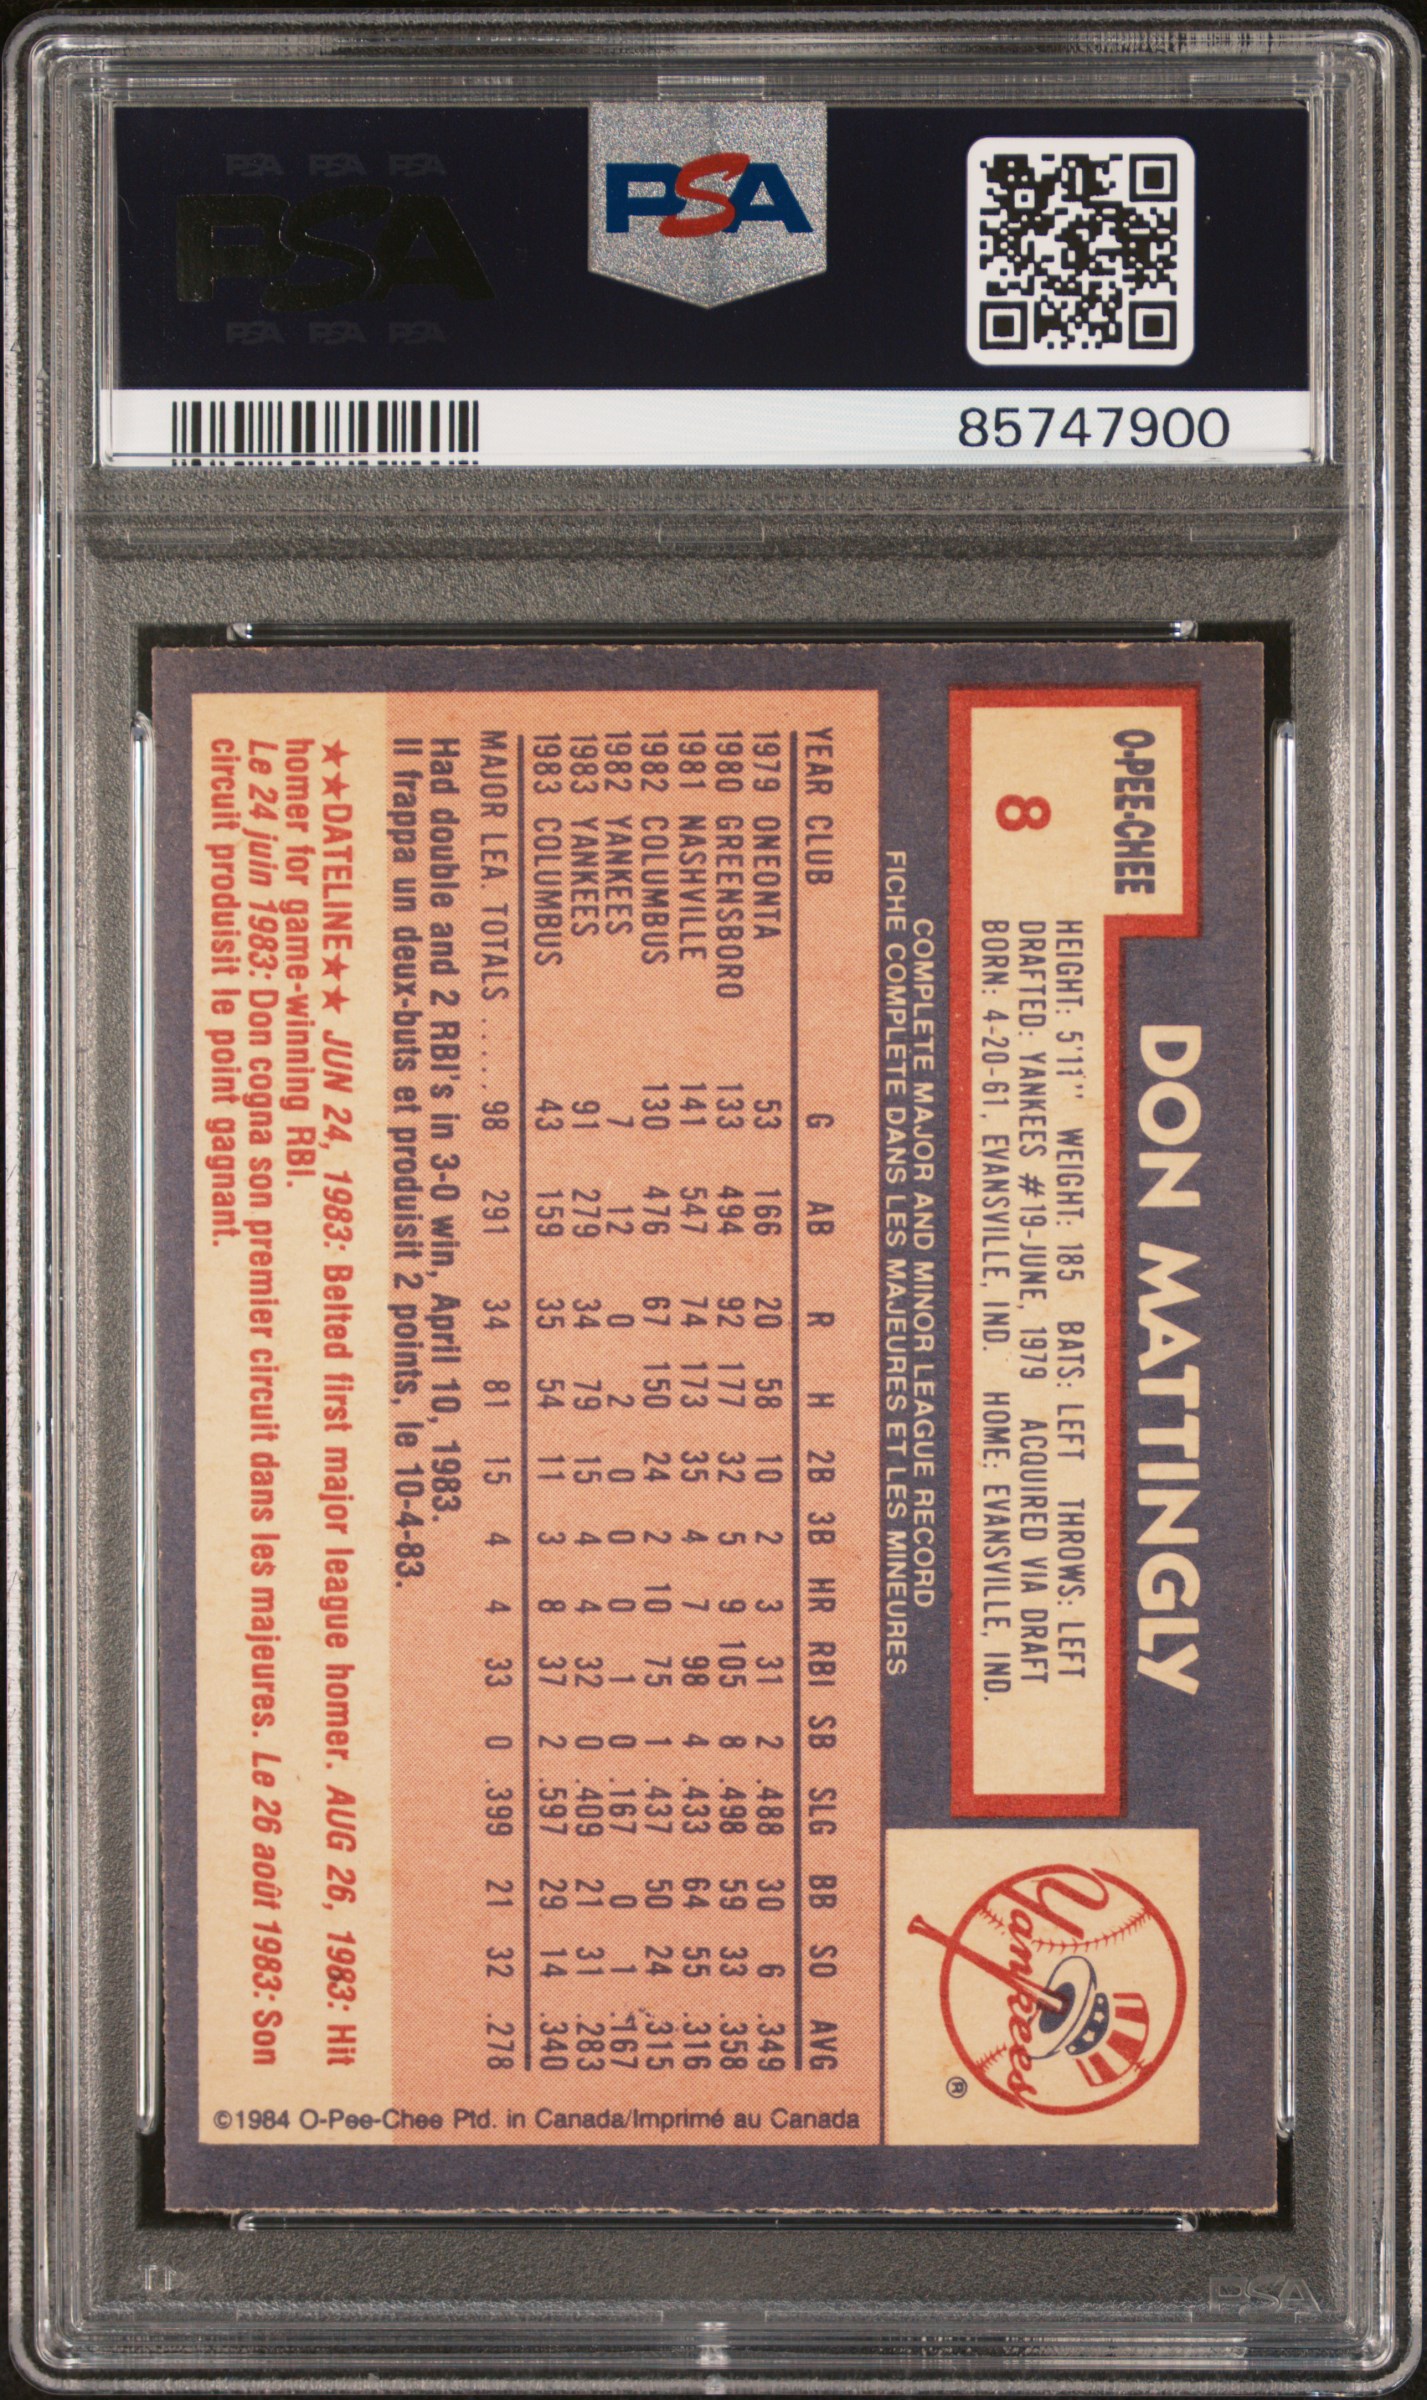 PSA PSA PSA
PSA
PSA PSA PSA
PSA
85747900
O-PEE-CHEE
8
DON MATTINGLY
HEIGHT: 5'11" WEIGHT: 185 BATS: LEFT THROWS: LEFT
DRAFTED: YANKEES #19-JUNE, 1979 ACQUIRED VIA DRAFT
BORN: 4-20-61, EVANSVILLE, IND. HOME: EVANSVILLE, IND.
Yankees
®
COMPLETE MAJOR AND MINOR LEAGUE RECORD
FICHE COMPLÈTE DANS LES MAJEURES ET LES MINEURES
YEAR CLUB G AB R H 2B 3B HR RBI SB SLG BB SO AVG
1979 ONEONTA 53 166 20 58 10 2 3 31 2 .488 30 6 .349
1980 GREENSBORO 133 494 92 177 32 5 9 105 8 .498 59 33 .358
1981 NASHVILLE 141 547 74 173 35 4 7 98 4 .433 64 55 .316
1982 COLUMBUS 130 476 67 150 24 2 10 75 1 .437 50 24 .315
1982 YANKEES 7 12 0 2 0 0 0 1 0 .167 0 1 .167
1983 YANKEES 91 279 34 79 15 4 4 32 0 .409 21 31 .283
1983 COLUMBUS 43 159 35 54 11 3 8 37 2 .597 29 14 .340
MAJOR LEA. TOTALS ..... 98 291 34 81 15 4 4 33 0 .399 21 32 .278
Had double and 2 RBI's in 3-0 win, April 10, 1983.
Il frappa un deux-buts et produisit 2 points, le 10-4-83.
★★DATELINE★★ JUN 24, 1983: Belted first major league homer. AUG 26, 1983: Hit
homer for game-winning RBI.
Le 24 juin 1983: Don cogna son premier circuit dans les majeures. Le 26 août 1983: Son
circuit produisit le point gagnant.
©1984 O-Pee-Chee Ptd. in Canada/Imprimé au Canada
PSA